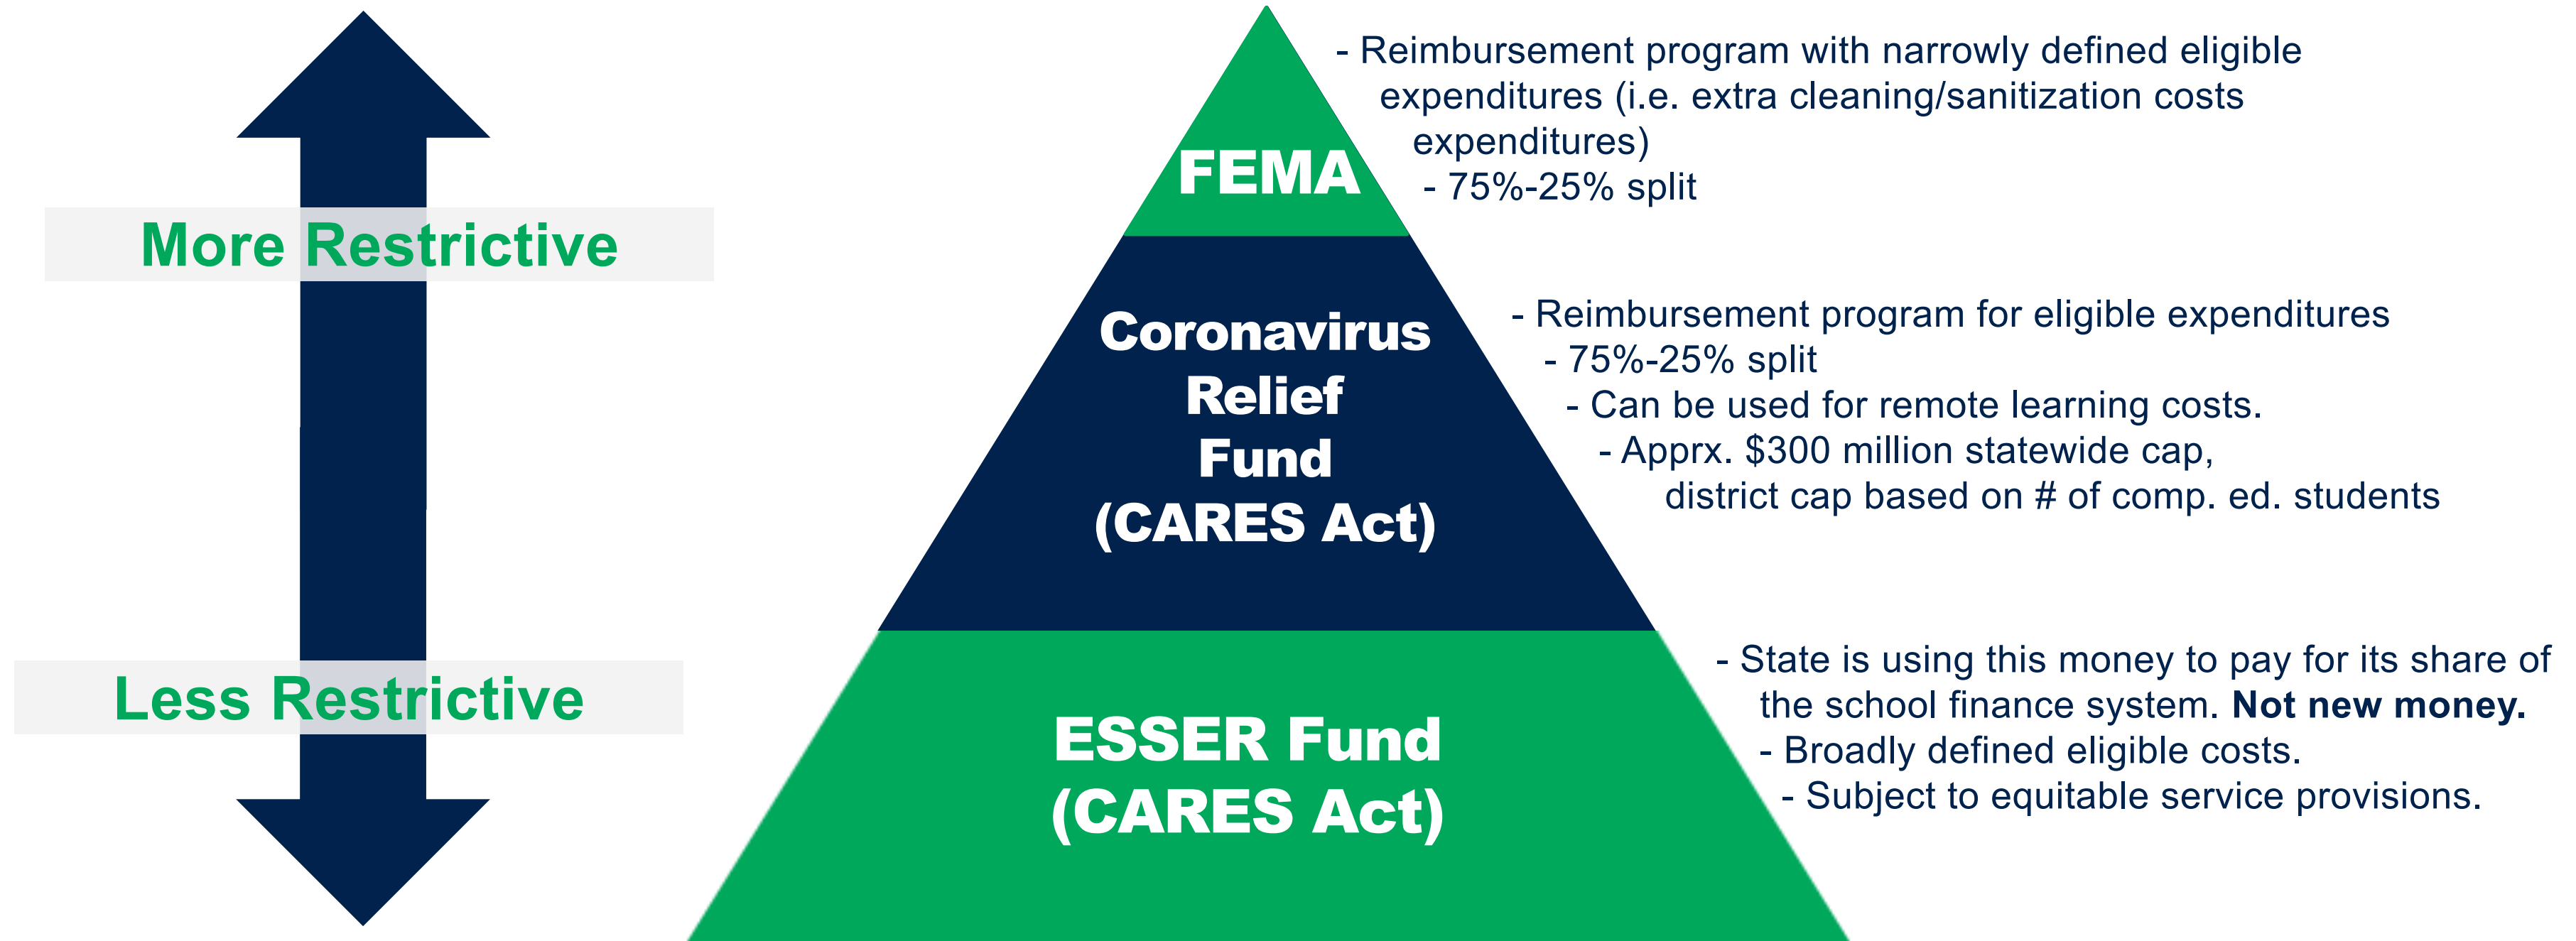 More Restrictive
Less Restrictive
FEMA
- Reimbursement program with narrowly defined eligible
expenditures (i.e. extra cleaning/sanitization costs
expenditures)
- 75%-25% split
Coronavirus
Relief
Fund
(CARES Act)
- Reimbursement program for eligible expenditures
- 75%-25% split
- Can be used for remote learning costs.
- Apprx. $300 million statewide cap,
district cap based on # of comp. ed. students
ESSER Fund
(CARES Act)
- State is using this money to pay for its share of
the school finance system. Not new money.
- Broadly defined eligible costs.
- Subject to equitable service provisions.